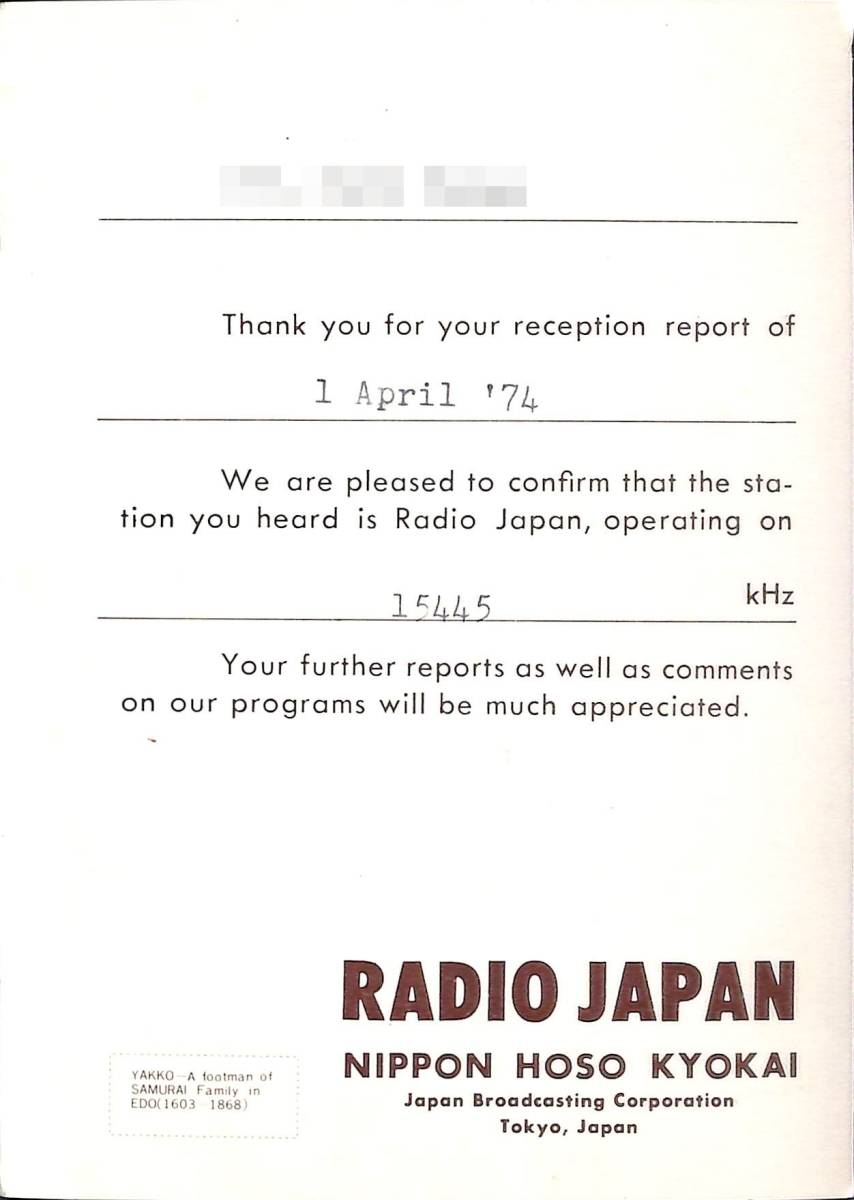 Thank you for your reception report of
1 April '74
We are pleased to confirm that the sta-
tion you heard is Radio Japan, operating on
15445 kHz
Your further reports as well as comments
on our programs will be much appreciated.
RADIO JAPAN
NIPPON HOSO KYOKAI
Japan Broadcasting Corporation
Tokyo, Japan
YAKKO—A footman of
SAMURAI Family in
EDO(1603—1868)